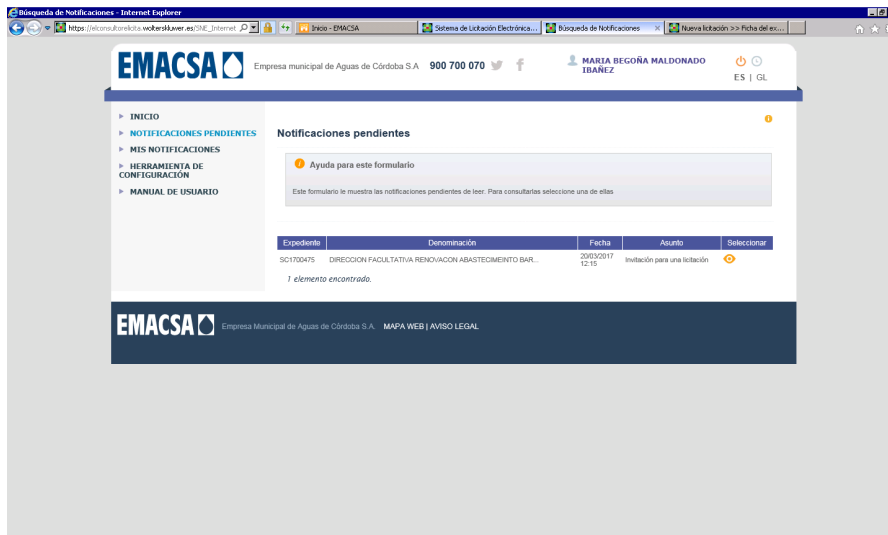 Búsqueda de Notificaciones - Internet Explorer
https://elconsultorelicita.wolterskluwer.es/SNE_Internet
Inicio - EMACSA
Sistema de Licitación Electrónica...
Búsqueda de Notificaciones
Nueva licitación >> Ficha del ex...
EMACSA
Empresa municipal de Aguas de Córdoba S.A
900 700 070
MARIA BEGOÑA MALDONADO
IBAÑEZ
ES | GL
INICIO
NOTIFICACIONES PENDIENTES
MIS NOTIFICACIONES
HERRAMIENTA DE
CONFIGURACIÓN
MANUAL DE USUARIO
Notificaciones pendientes
Ayuda para este formulario
Este formulario le muestra las notificaciones pendientes de leer. Para consultarlas seleccione una de ellas
Expediente Denominación Fecha Asunto Seleccionar
SC1700475 DIRECCION FACULTATIVA RENOVACON ABASTECIMEINTO BAR... 20/03/2017 12:15 Invitación para una licitación
1 elemento encontrado.
EMACSA
Empresa Municipal de Aguas de Córdoba S.A.
MAPA WEB | AVISO LEGAL